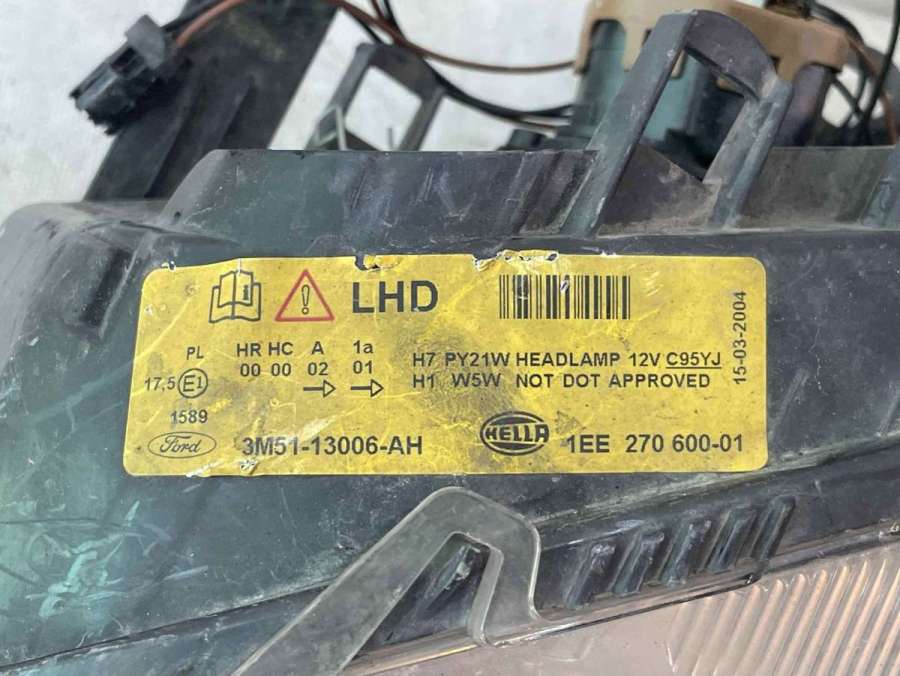 LHD
PL HR HC A 1a
00 00 02 01
17,5 E1
1589
H7 PY21W HEADLAMP 12V C95YJ
H1 W5W NOT DOT APPROVED
15-03-2004
Ford 3M51-13006-AH HELLA 1EE 270 600-01